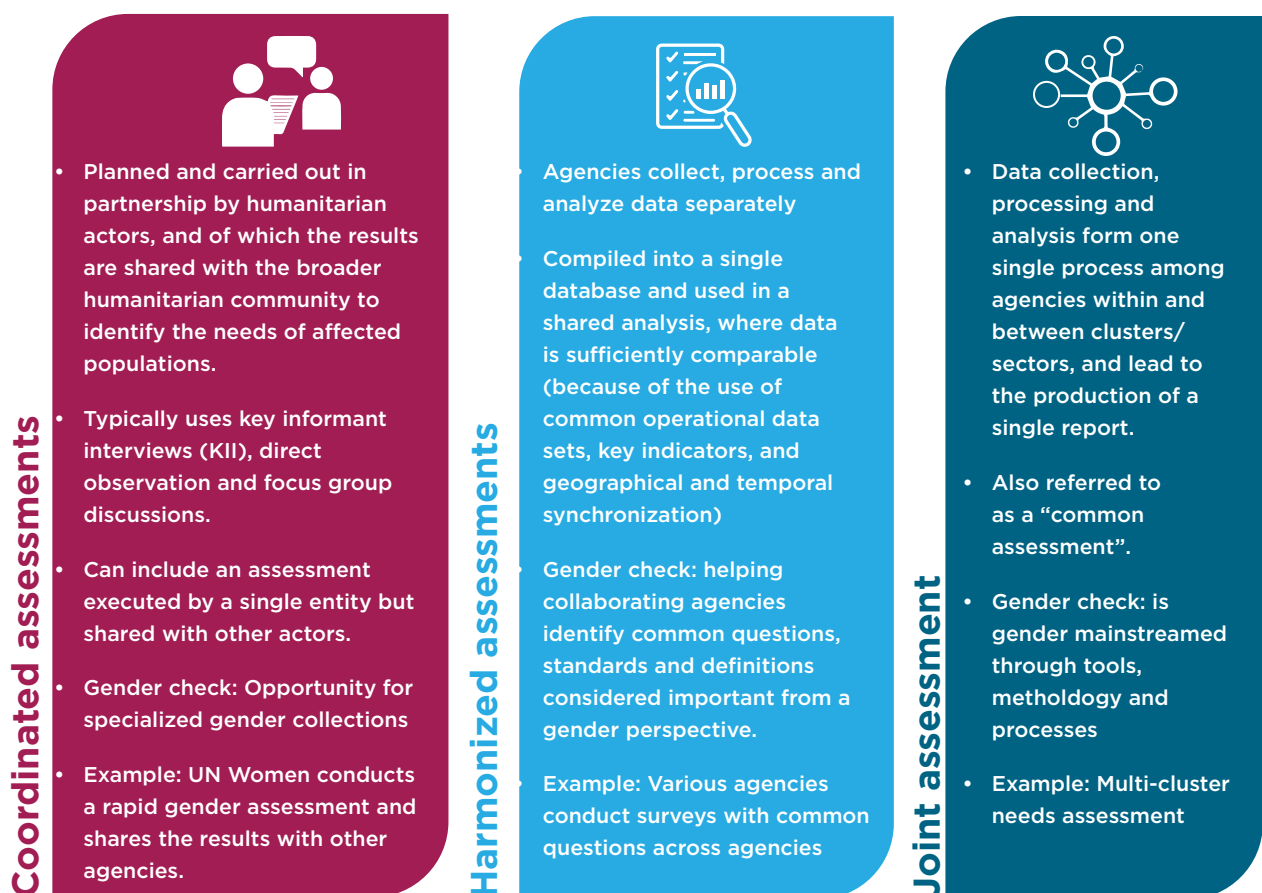 Coordinated assessments
• Planned and carried out in
partnership by humanitarian
actors, and of which the results
are shared with the broader
humanitarian community to
identify the needs of affected
populations.
• Typically uses key informant
interviews (KII), direct
observation and focus group
discussions.
• Can include an assessment
executed by a single entity but
shared with other actors.
• Gender check: Opportunity for
specialized gender collections
• Example: UN Women conducts
a rapid gender assessment and
shares the results with other
agencies.
Harmonized assessments
• Agencies collect, process and
analyze data separately
• Compiled into a single
database and used in a
shared analysis, where data
is sufficiently comparable
(because of the use of
common operational data
sets, key indicators, and
geographical and temporal
synchronization)
• Gender check: helping
collaborating agencies
identify common questions,
standards and definitions
considered important from a
gender perspective.
• Example: Various agencies
conduct surveys with common
questions across agencies
Joint assessment
• Data collection,
processing and
analysis form one
single process among
agencies within and
between clusters/
sectors, and lead to
the production of a
single report.
• Also referred to
as a “common
assessment”.
• Gender check: is
gender mainstreamed
through tools,
metholdogy and
processes
• Example: Multi-cluster
needs assessment